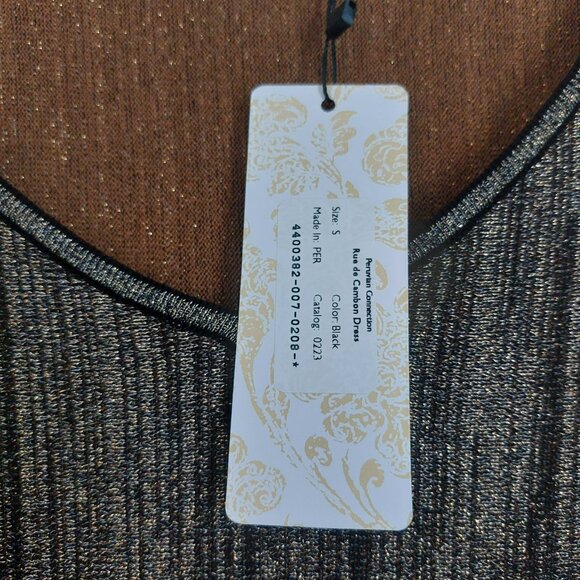 Peruvian Connection
Rue de Cambon Dress
Size: S Color: Black
Made In: PER Catalog: 0223
4400382-007-0208-*